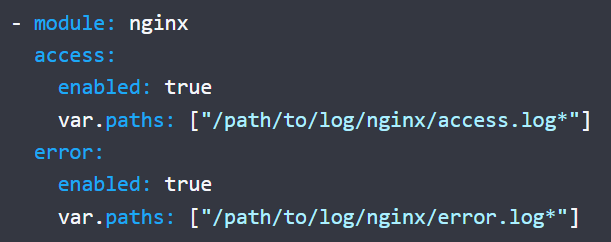 - module: nginx
  access:
    enabled: true
    var.paths: ["/path/to/log/nginx/access.log*"]
  error:
    enabled: true
    var.paths: ["/path/to/log/nginx/error.log*"]